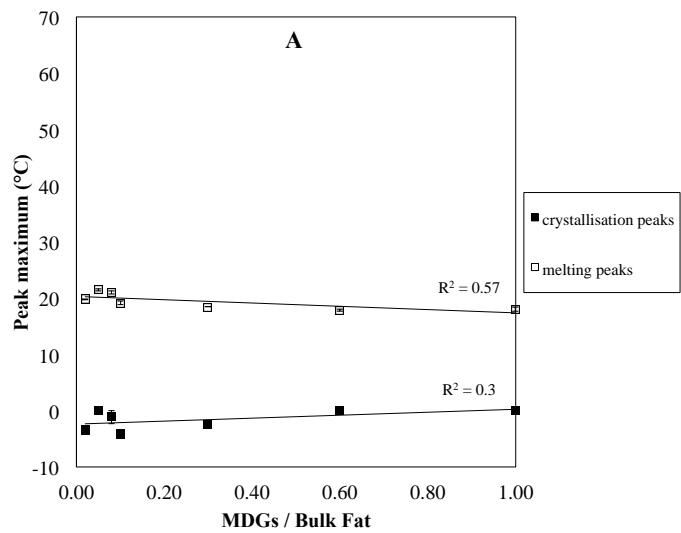 A
70
60
50
40
30
20
10
0
-10
Peak maximum (°C)
R² = 0.57
R² = 0.3
crystallisation peaks
melting peaks
0.00 0.20 0.40 0.60 0.80 1.00
MDGs / Bulk Fat